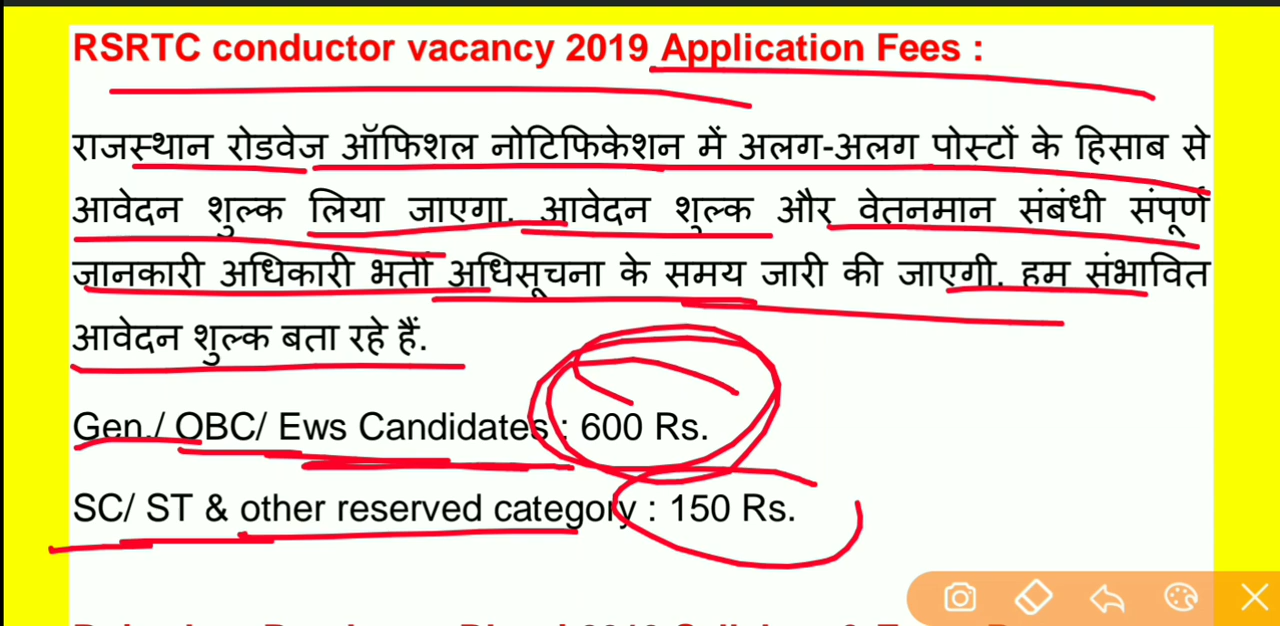 RSRTC conductor vacancy 2019 Application Fees :
राजस्थान रोडवेज ऑफिशल नोटिफिकेशन में अलग-अलग पोस्टों के हिसाब से
आवेदन शुल्क लिया जाएगा. आवेदन शुल्क और वेतनमान संबंधी संपूर्ण
जानकारी अधिकारी भर्ती अधिसूचना के समय जारी की जाएगी. हम संभावित
आवेदन शुल्क बता रहे हैं.
Gen./ OBC/ Ews Candidates : 600 Rs.
SC/ ST & other reserved category : 150 Rs.